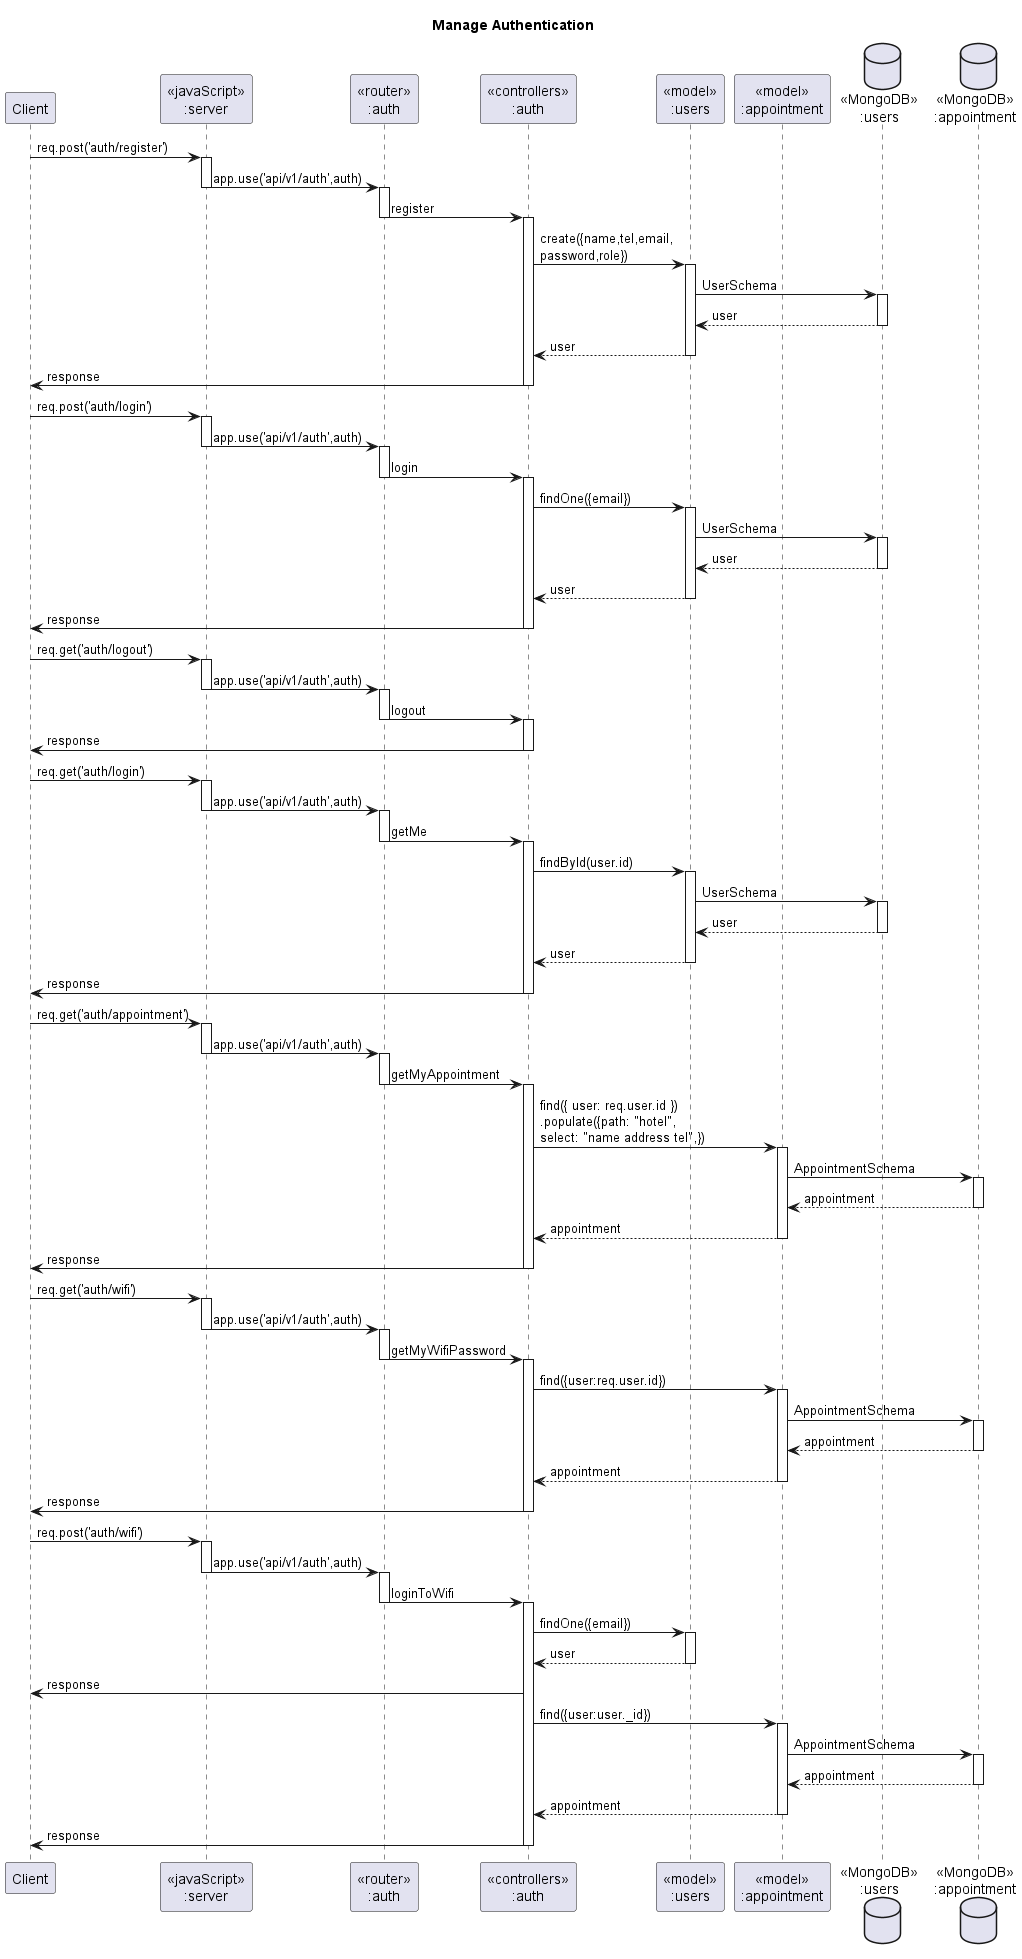 Manage Authentication
Client
«javaScript»
:server
«router»
:auth
«controllers»
:auth
«model»
:users
«model»
:appointment
«MongoDB»
:users
«MongoDB»
:appointment
req.post('auth/register')
app.use('api/v1/auth',auth)
register
create({name,tel,email,
password,role})
UserSchema
user
user
response
req.post('auth/login')
app.use('api/v1/auth',auth)
login
findOne({email})
UserSchema
user
user
response
req.get('auth/logout')
app.use('api/v1/auth',auth)
logout
response
req.get('auth/login')
app.use('api/v1/auth',auth)
getMe
findById(user.id)
UserSchema
user
user
response
req.get('auth/appointment')
app.use('api/v1/auth',auth)
getMyAppointment
find({ user: req.user.id })
.populate({path: "hotel",
select: "name address tel",})
AppointmentSchema
appointment
appointment
response
req.get('auth/wifi')
app.use('api/v1/auth',auth)
getMyWifiPassword
find({user:req.user.id})
AppointmentSchema
appointment
appointment
response
req.post('auth/wifi')
app.use('api/v1/auth',auth)
loginToWifi
findOne({email})
user
response
find({user:user._id})
AppointmentSchema
appointment
appointment
response
Client
«javaScript»
:server
«router»
:auth
«controllers»
:auth
«model»
:users
«model»
:appointment
«MongoDB»
:users
«MongoDB»
:appointment